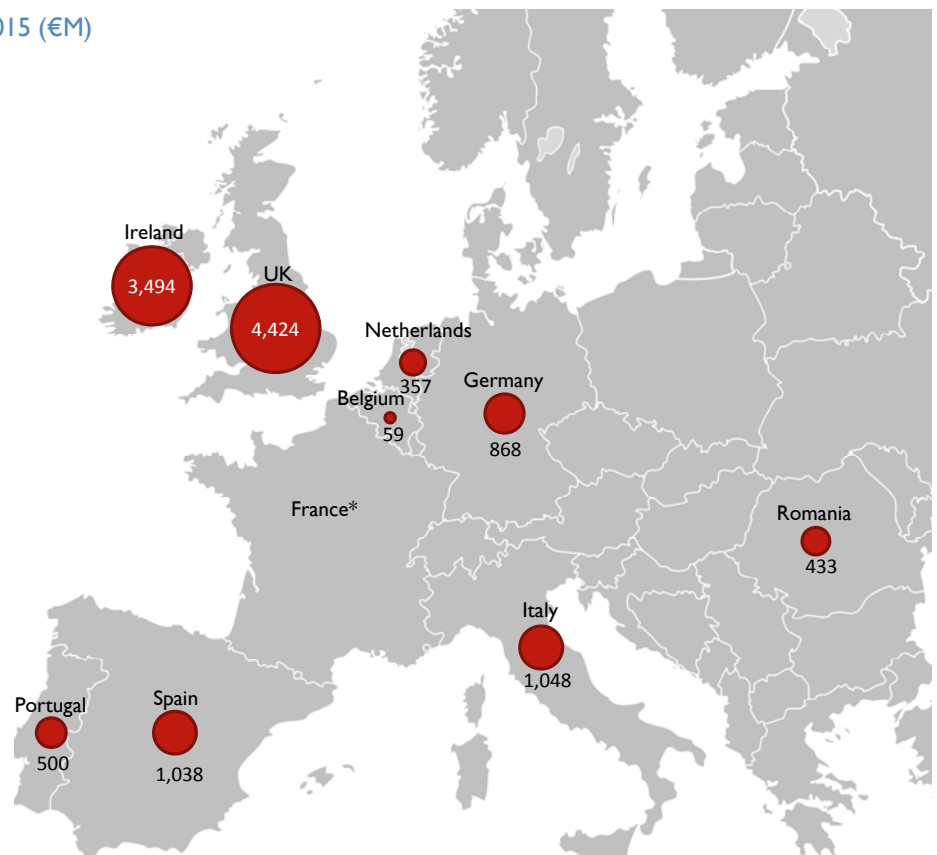 (€M)
Ireland
3,494
UK
4,424
Netherlands
357
Belgium
59
Germany
868
France*
Romania
433
Italy
1,048
Portugal
500
Spain
1,038